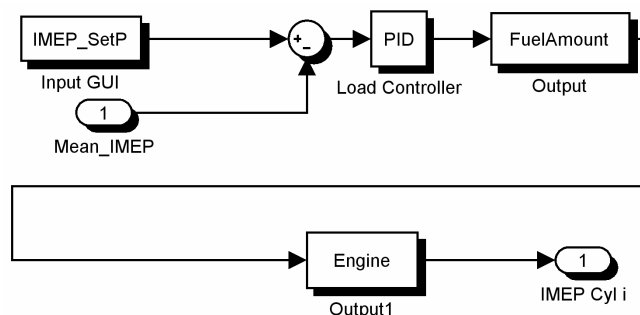 IMEP_SetP
+
−
PID
FuelAmount
Input GUI
Load Controller
Output
1
Mean_IMEP
Engine
1
Output1
IMEP Cyl i